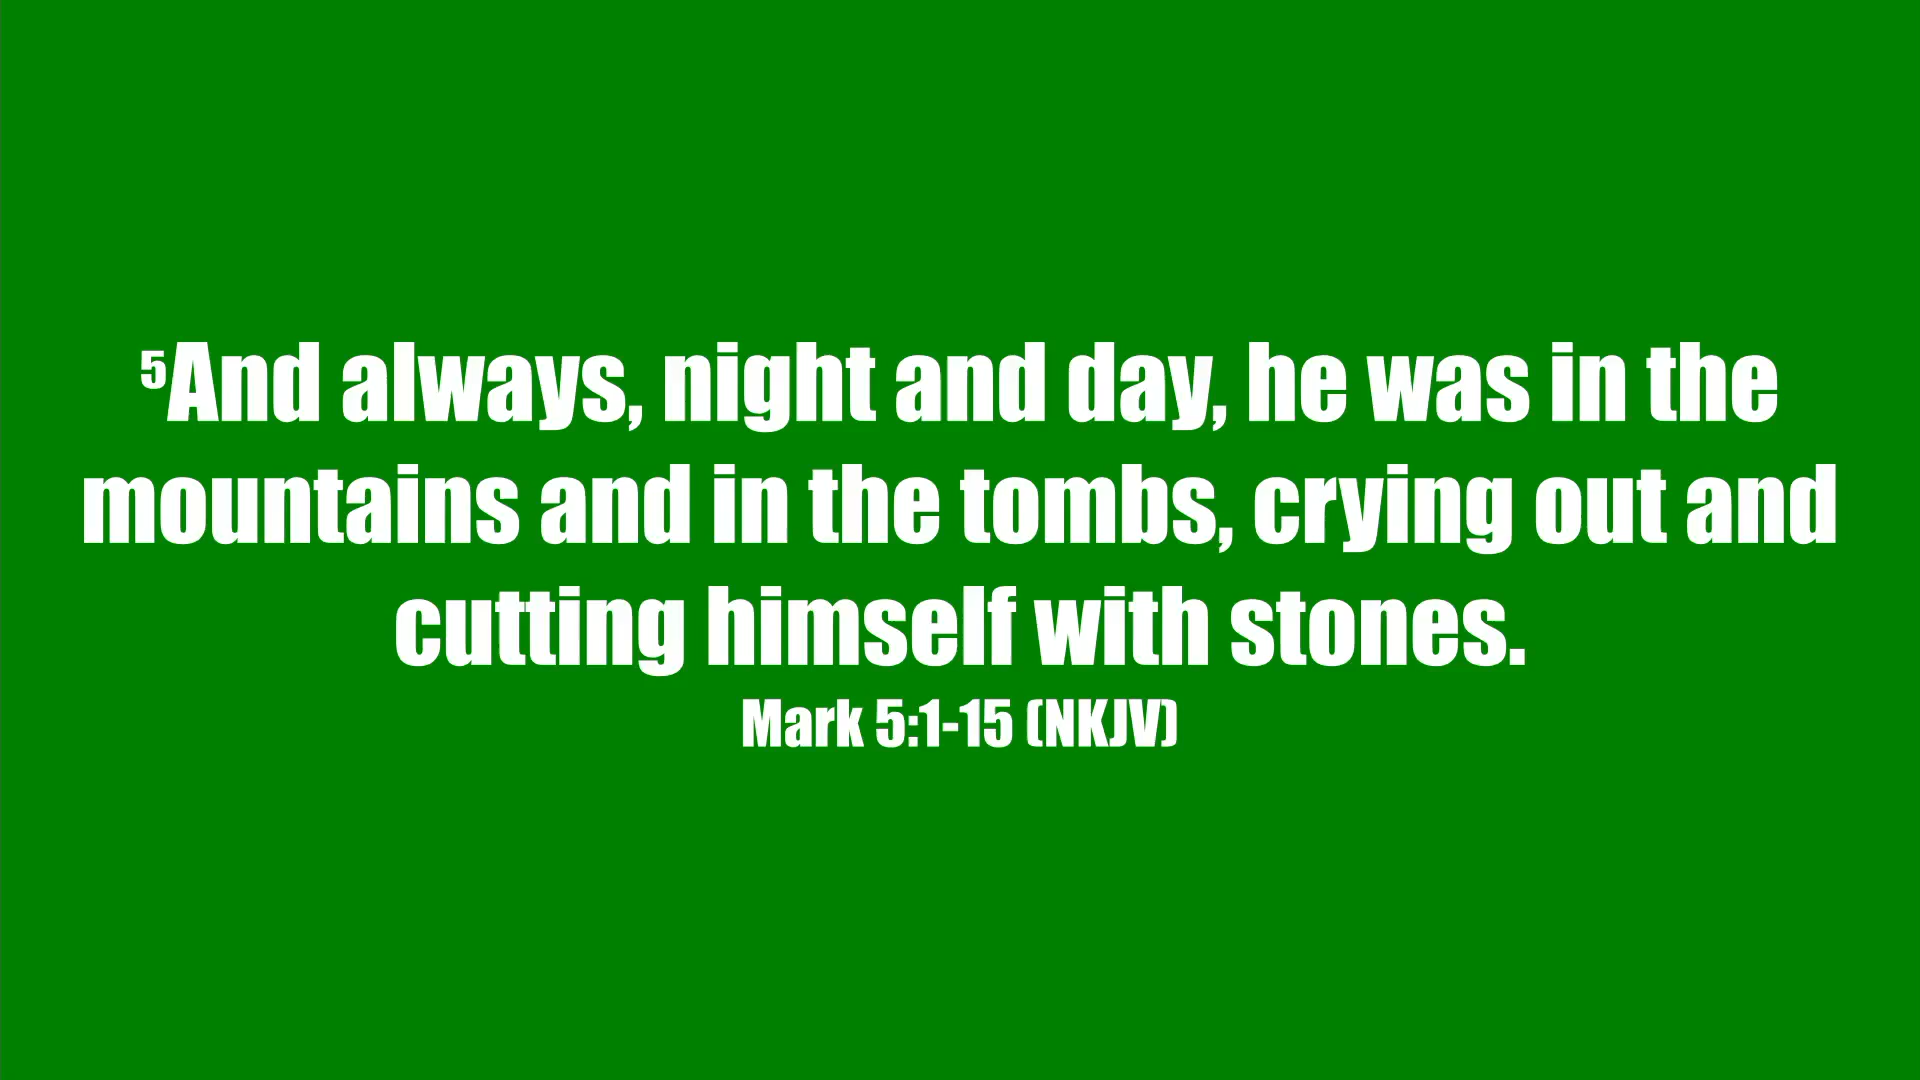 ⁵And always, night and day, he was in the
mountains and in the tombs, crying out and
cutting himself with stones.
Mark 5:1-15 (NKJV)